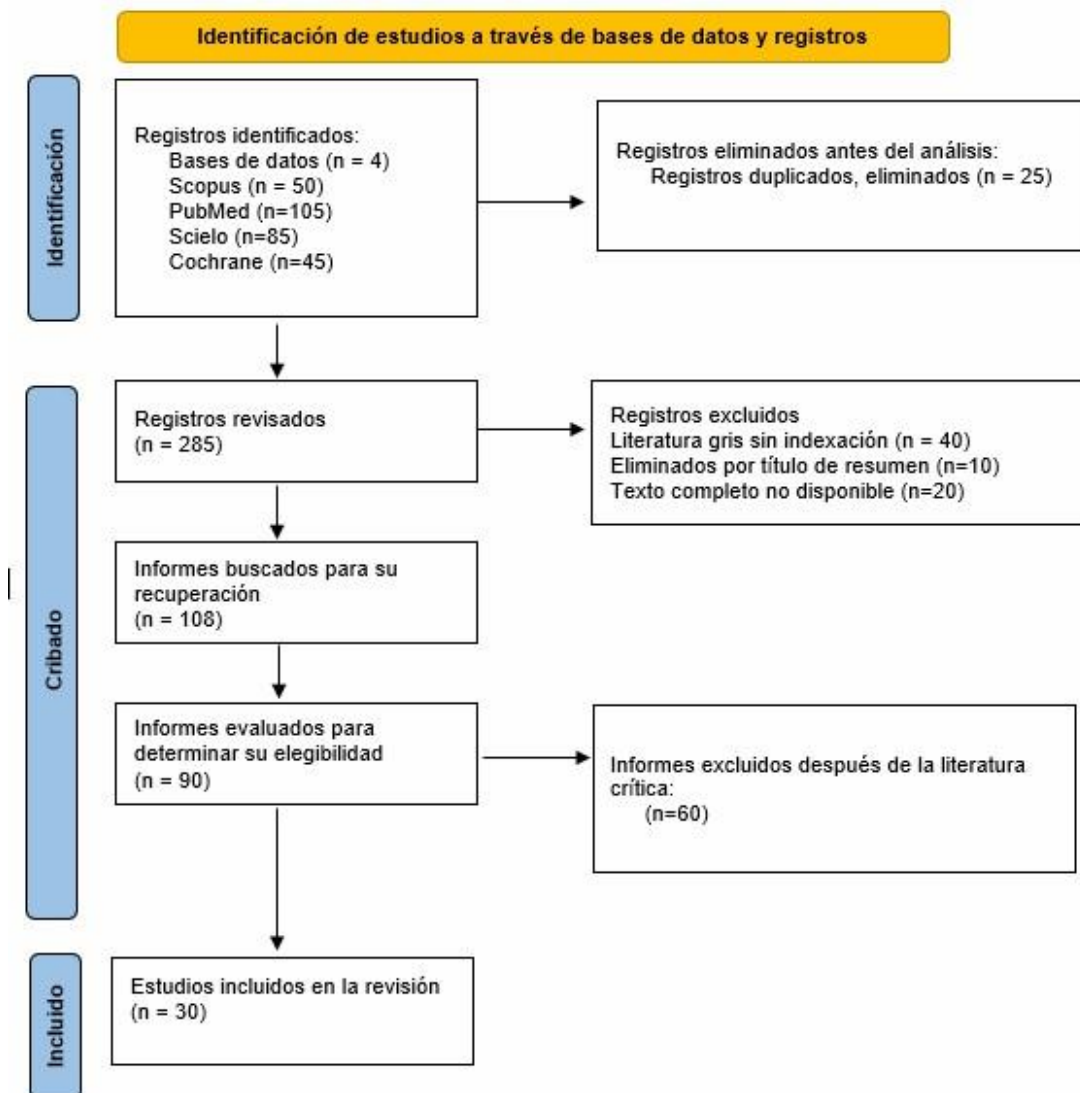 Identificación de estudios a través de bases de datos y registros
Identificación
Registros identificados:
Bases de datos (n = 4)
Scopus (n = 50)
PubMed (n=105)
Scielo (n=85)
Cochrane (n=45)
Registros eliminados antes del análisis:
Registros duplicados, eliminados (n = 25)
Cribado
Registros revisados
(n = 285)
Registros excluidos
Literatura gris sin indexación (n = 40)
Eliminados por título de resumen (n=10)
Texto completo no disponible (n=20)
Informes buscados para su
recuperación
(n = 108)
Informes evaluados para
determinar su elegibilidad
(n = 90)
Informes excluidos después de la literatura
crítica:
(n=60)
Incluido
Estudios incluidos en la revisión
(n = 30)